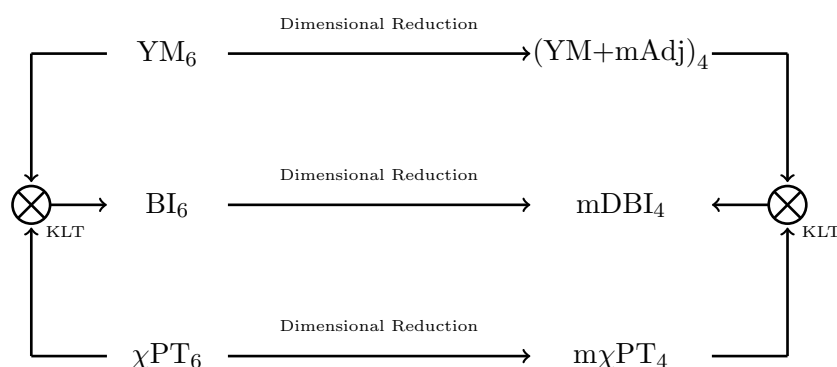 Dimensional Reduction
YM₆ (YM+mAdj)₄
Dimensional Reduction
BI₆ mDBI₄
KLT KLT
Dimensional Reduction
χPT₆ mχPT₄